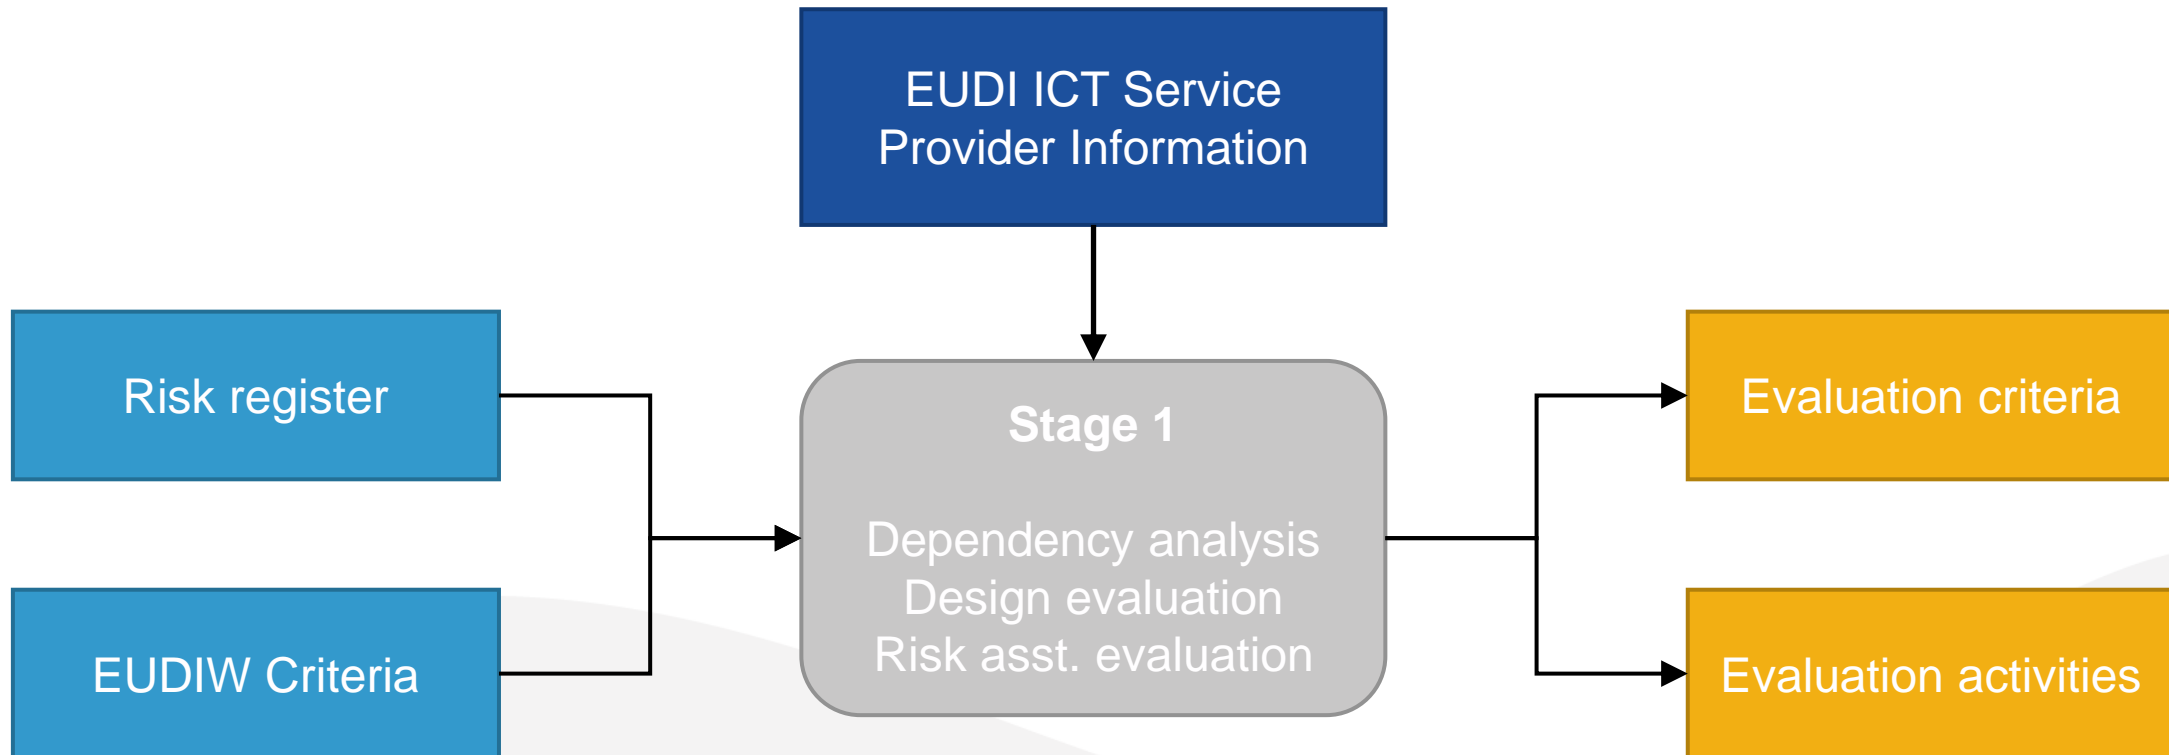 EUDI ICT Service
Provider Information
Risk register
EUDIW Criteria
Stage 1
Dependency analysis
Design evaluation
Risk asst. evaluation
Evaluation criteria
Evaluation activities